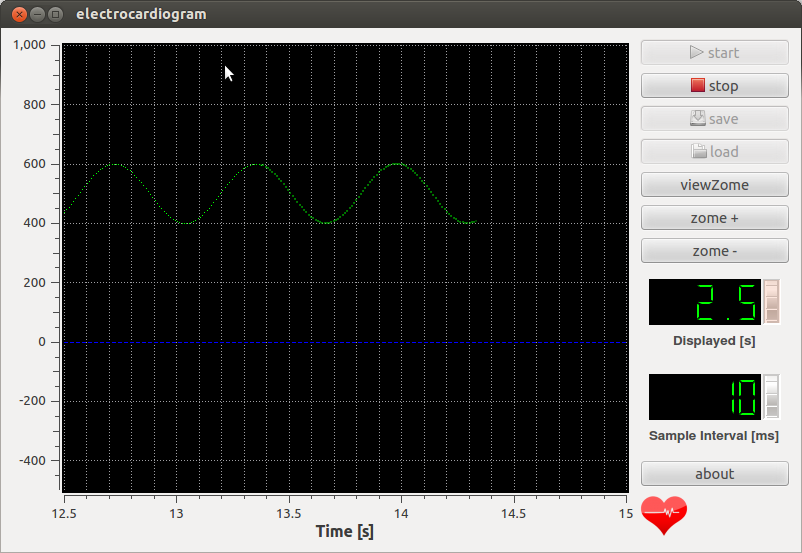 electrocardiogram
1,000
800
600
400
200
0
-200
-400
12.5 13 13.5 14 14.5 15
Time [s]
start
stop
save
load
viewZome
zome +
zome -
2.5
Displayed [s]
10
Sample Interval [ms]
about